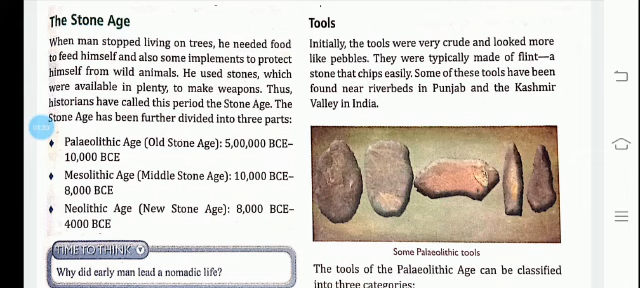 The Stone Age
When man stopped living on trees, he needed food
to feed himself and also some implements to protect
himself from wild animals. He used stones, which
were available in plenty, to make weapons. Thus,
historians have called this period the Stone Age. The
Stone Age has been further divided into three parts:
♦ Palaeolithic Age (Old Stone Age): 5,00,000 BCE–
10,000 BCE
♦ Mesolithic Age (Middle Stone Age): 10,000 BCE–
8,000 BCE
♦ Neolithic Age (New Stone Age): 8,000 BCE–
4000 BCE
TIME TO THINK
Why did early man lead a nomadic life?
Tools
Initially, the tools were very crude and looked more
like pebbles. They were typically made of flint—a
stone that chips easily. Some of these tools have been
found near riverbeds in Punjab and the Kashmir
Valley in India.
Some Palaeolithic tools
The tools of the Palaeolithic Age can be classified
into three categories: